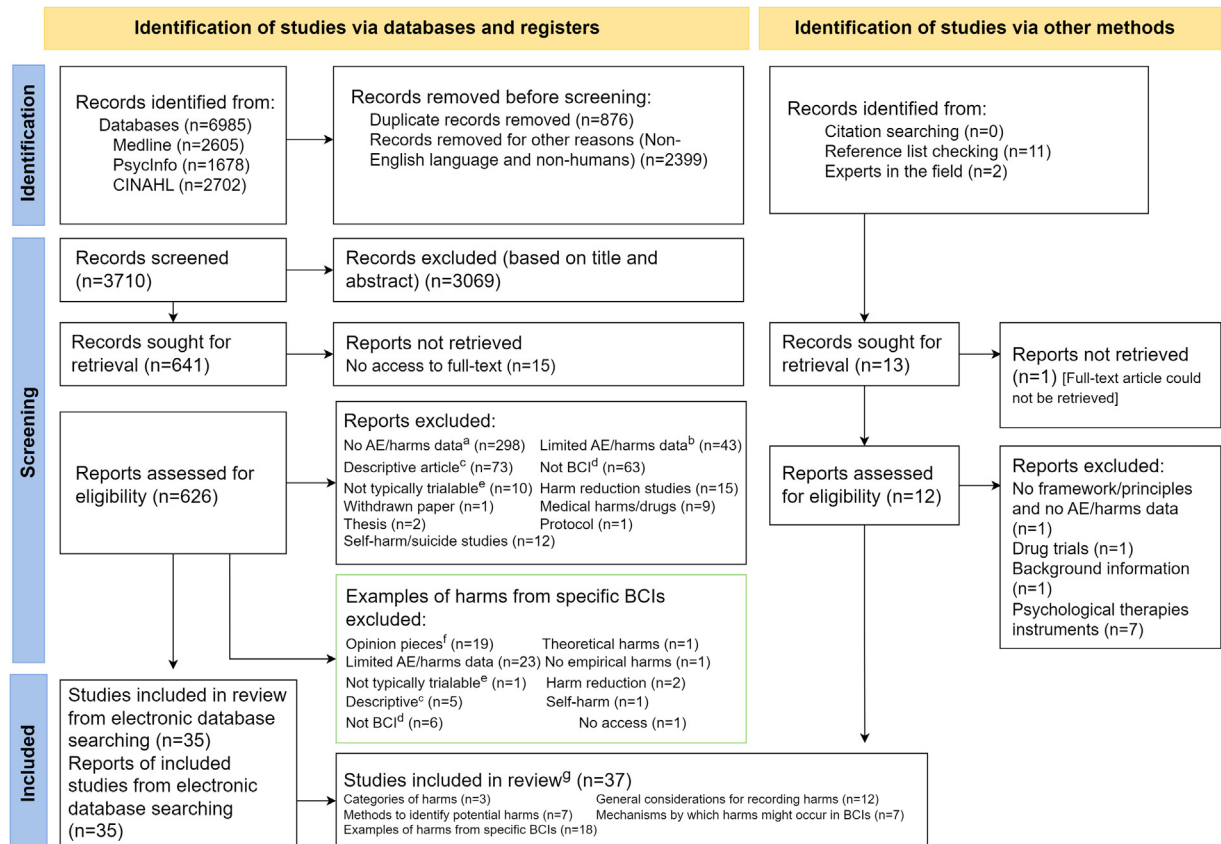 Identification of studies via databases and registers
Identification of studies via other methods
Identification
Records identified from:
Databases (n=6985)
Medline (n=2605)
PsycInfo (n=1678)
CINAHL (n=2702)
Records removed before screening:
Duplicate records removed (n=876)
Records removed for other reasons (Non-
English language and non-humans) (n=2399)
Records identified from:
Citation searching (n=0)
Reference list checking (n=11)
Experts in the field (n=2)
Screening
Records screened
(n=3710)
Records excluded (based on title and
abstract) (n=3069)
Records sought for
retrieval (n=641)
Reports not retrieved
No access to full-text (n=15)
Records sought for
retrieval (n=13)
Reports not retrieved
(n=1) [Full-text article could
not be retrieved]
Reports assessed for
eligibility (n=626)
Reports excluded:
No AE/harms data^a (n=298) Limited AE/harms data^b (n=43)
Descriptive article^c (n=73) Not BCI^d (n=63)
Not typically trialable^e (n=10) Harm reduction studies (n=15)
Withdrawn paper (n=1) Medical harms/drugs (n=9)
Thesis (n=2) Protocol (n=1)
Self-harm/suicide studies (n=12)
Reports assessed
for eligibility (n=12)
Reports excluded:
No framework/principles
and no AE/harms data
(n=1)
Drug trials (n=1)
Background information
(n=1)
Psychological therapies
instruments (n=7)
Examples of harms from specific BCIs
excluded:
Opinion pieces^f (n=19) Theoretical harms (n=1)
Limited AE/harms data (n=23) No empirical harms (n=1)
Not typically trialable^e (n=1) Harm reduction (n=2)
Descriptive^c (n=5) Self-harm (n=1)
Not BCI^d (n=6) No access (n=1)
Included
Studies included in review
from electronic database
searching (n=35)
Reports of included
studies from electronic
database searching
(n=35)
Studies included in review^g (n=37)
Categories of harms (n=3) General considerations for recording harms (n=12)
Methods to identify potential harms (n=7) Mechanisms by which harms might occur in BCIs (n=7)
Examples of harms from specific BCIs (n=18)